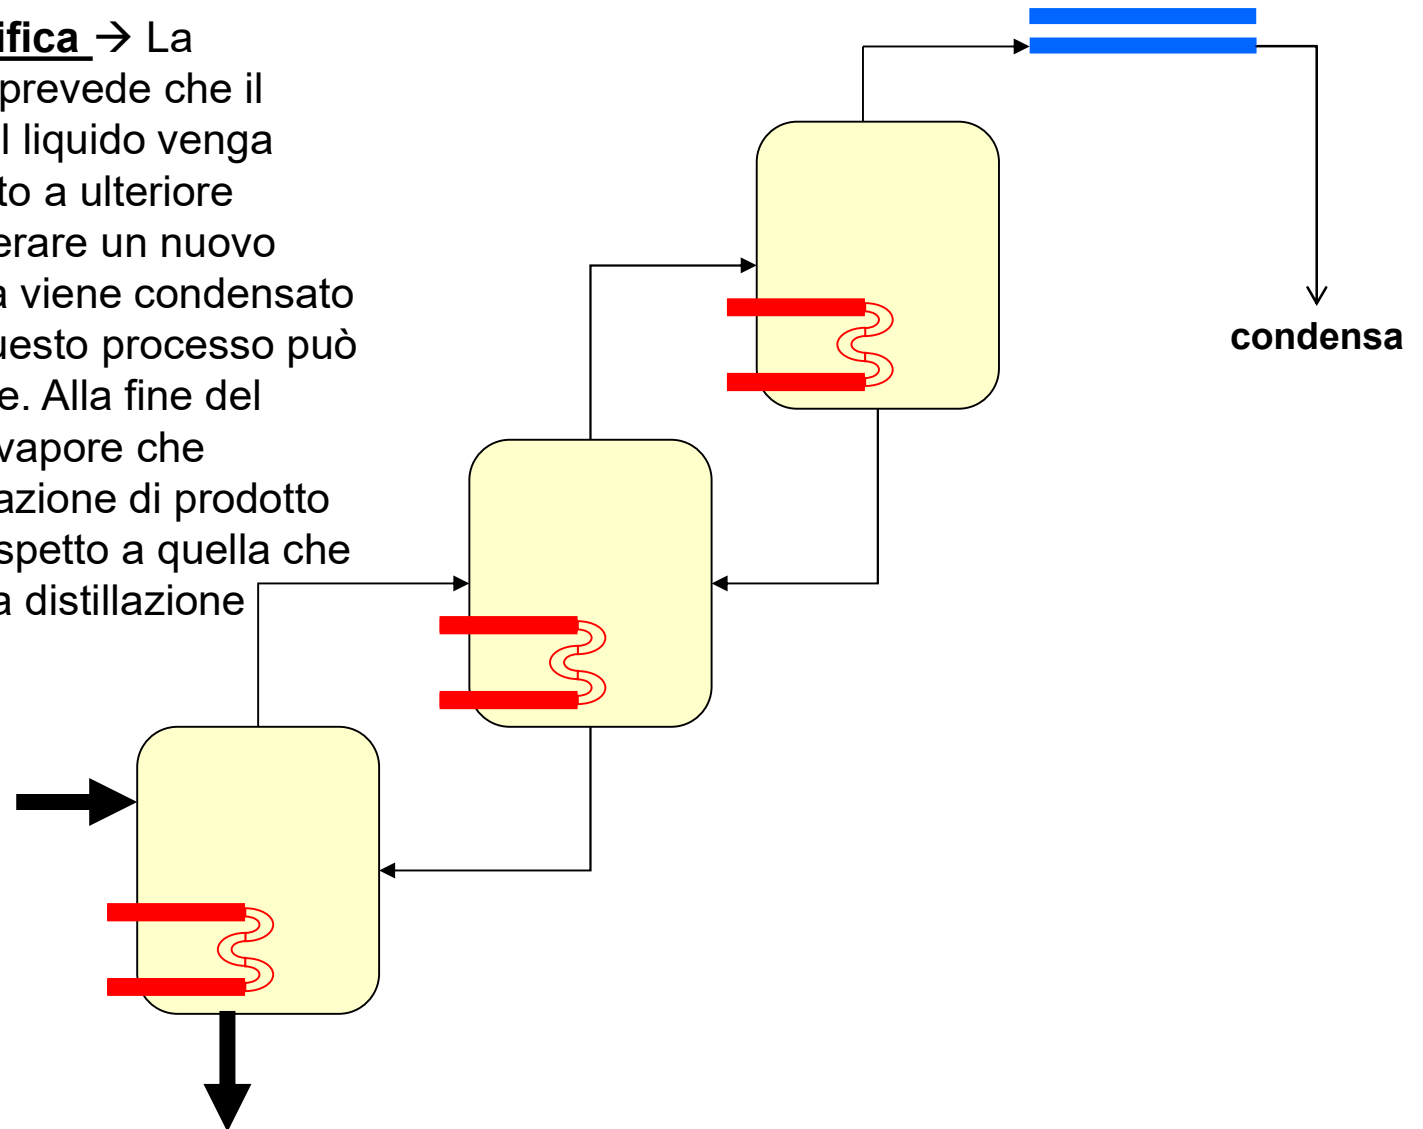 ifica → La
prevede che il
l liquido venga
to a ulteriore
erare un nuovo
a viene condensato
uesto processo può
e. Alla fine del
vapore che
azione di prodotto
spetto a quella che
a distillazione
condensa